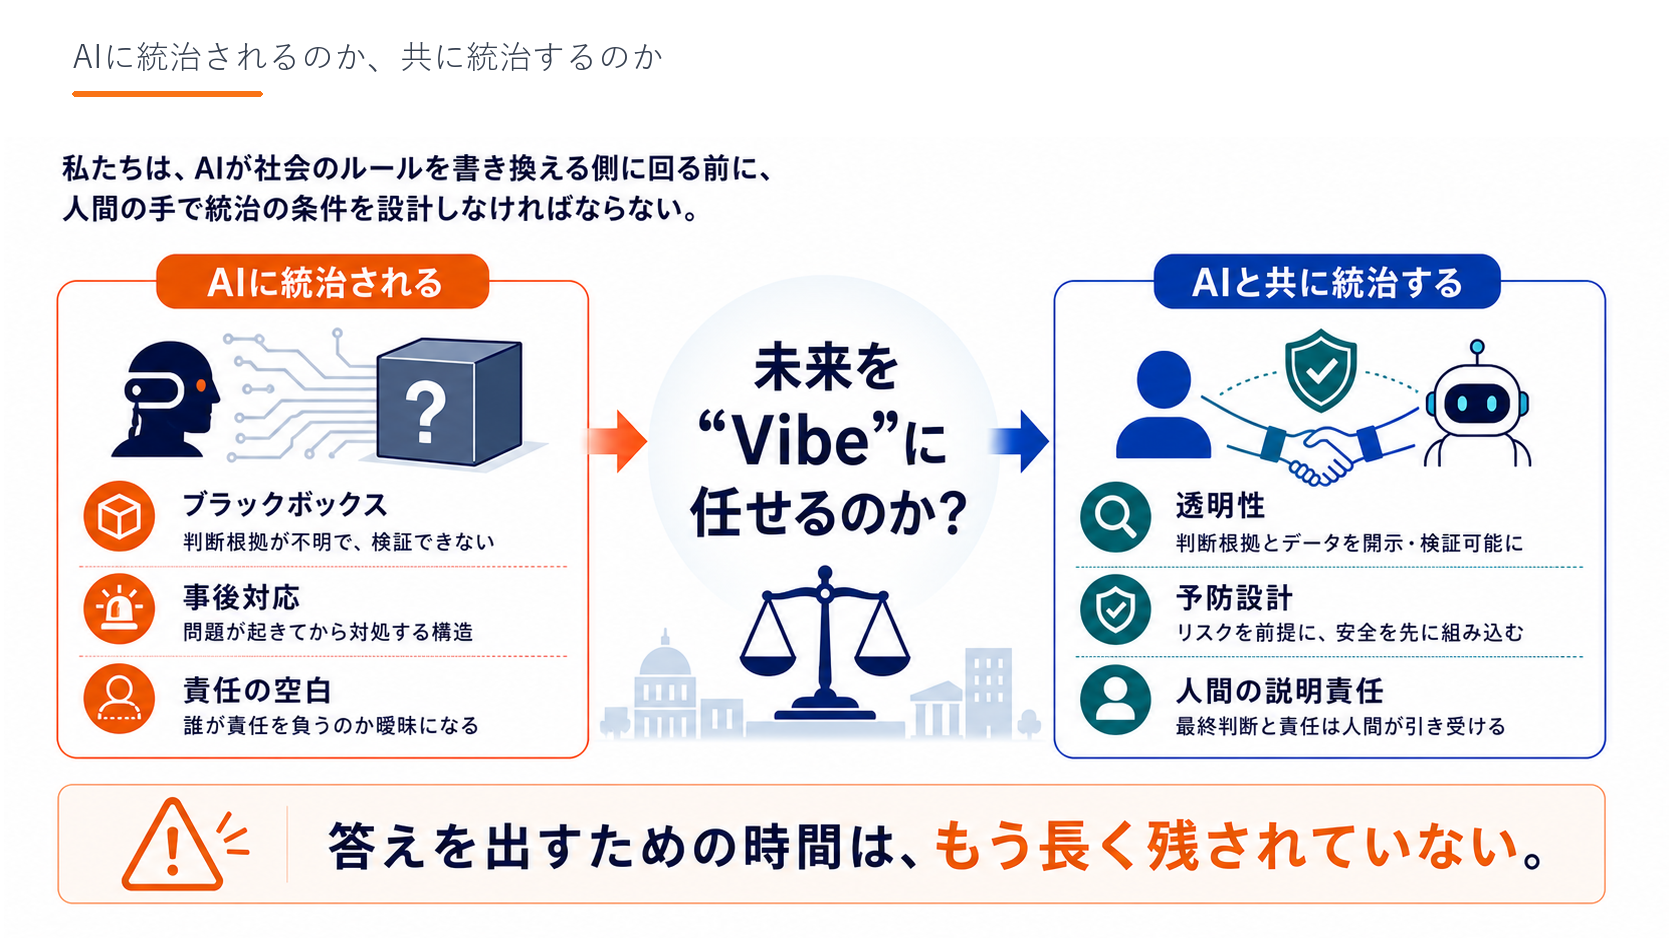 AIに統治されるのか、共に統治するのか
私たちは、AIが社会のルールを書き換える側に回る前に、
人間の手で統治の条件を設計しなければならない。
AIに統治される
?
ブラックボックス
判断根拠が不明で、検証できない
事後対応
問題が起きてから対処する構造
責任の空白
誰が責任を負うのか曖昧になる
未来を
“Vibe”に
任せるのか?
AIと共に統治する
透明性
判断根拠とデータを開示・検証可能に
予防設計
リスクを前提に、安全を先に組み込む
人間の説明責任
最終判断と責任は人間が引き受ける
答えを出すための時間は、もう長く残されていない。